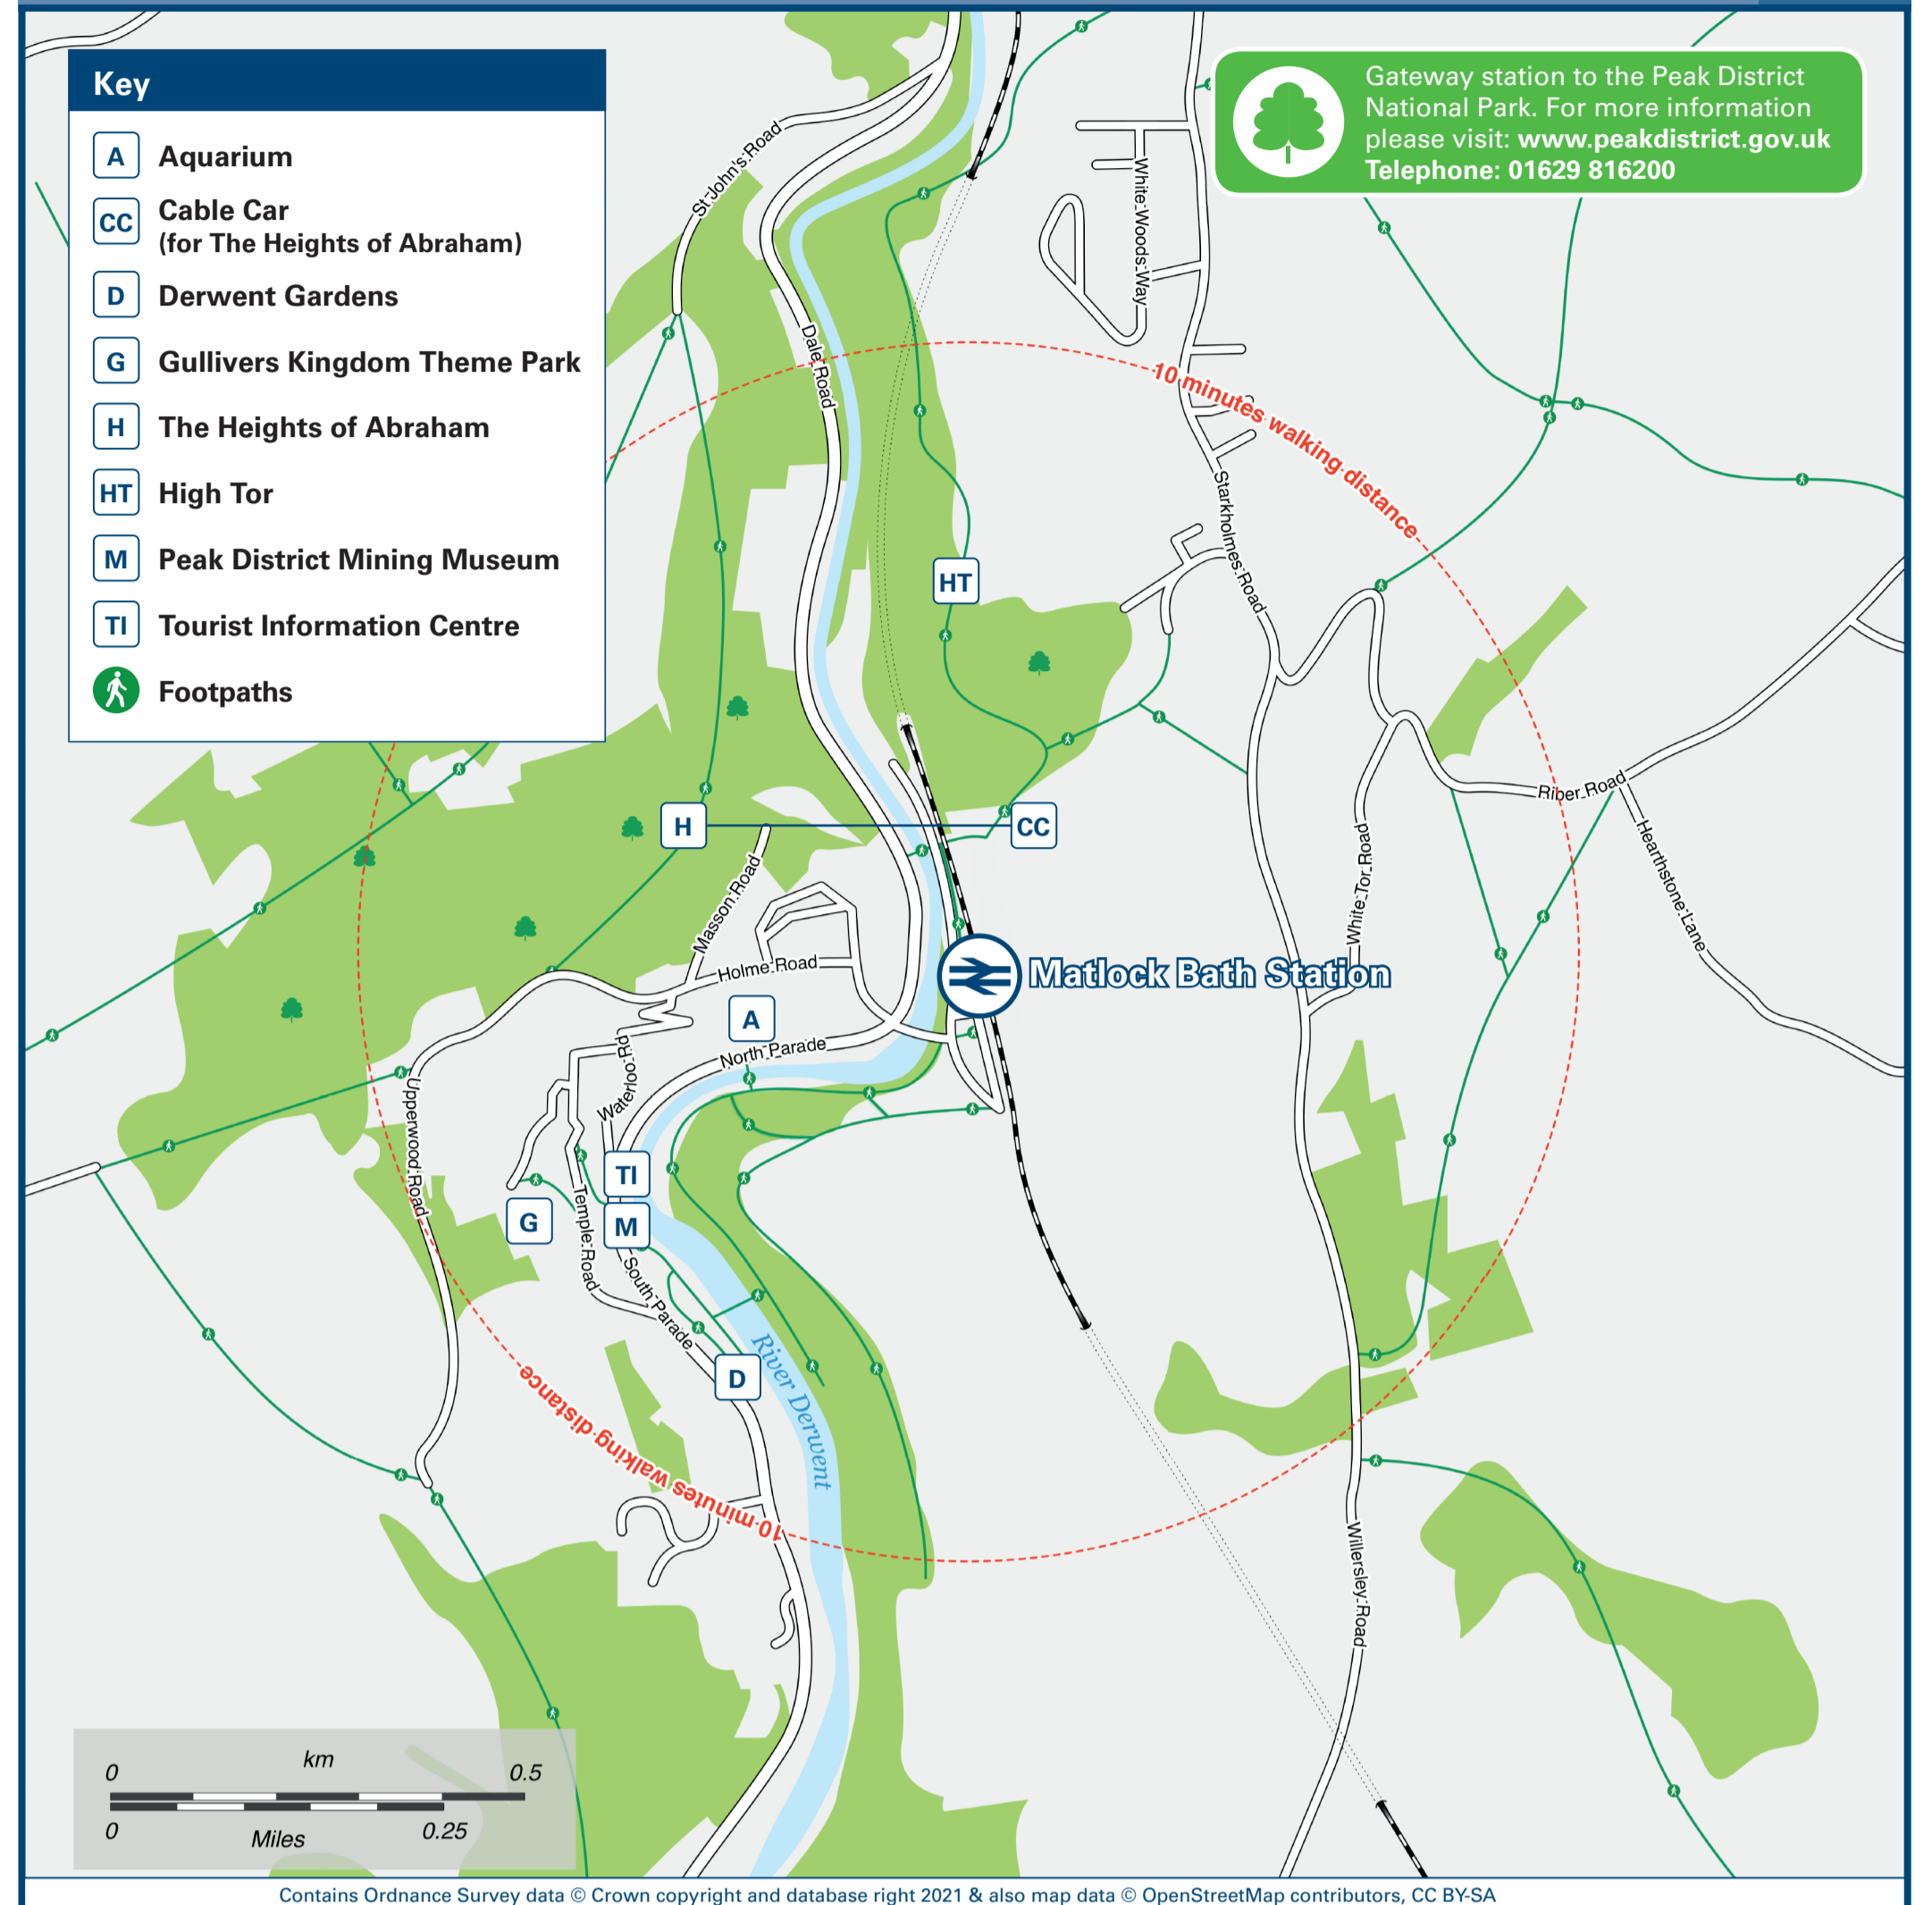 Key
A Aquarium
CC Cable Car
(for The Heights of Abraham)
D Derwent Gardens
G Gullivers Kingdom Theme Park
H The Heights of Abraham
HT High Tor
M Peak District Mining Museum
TI Tourist Information Centre
Footpaths
Gateway station to the Peak District
National Park. For more information
please visit: www.peakdistrict.gov.uk
Telephone: 01629 816200
St John's Road
White Woods Way
Dale Road
10 minutes walking distance
Starkholmes Road
HT
Riber Road
H
CC
Hearthstone Lane
White Tor Road
Masson Road
Holme Road
Matlock Bath Station
A
North Parade
Waterloo Rd
Upperwood Road
TI
G
M
Temple Road
South Parade
River Derwent
D
10 minutes walking distance
Willersley Road
km
0 0.5
0 0.25
Miles
Contains Ordnance Survey data © Crown copyright and database right 2021 & also map data © OpenStreetMap contributors, CC BY-SA